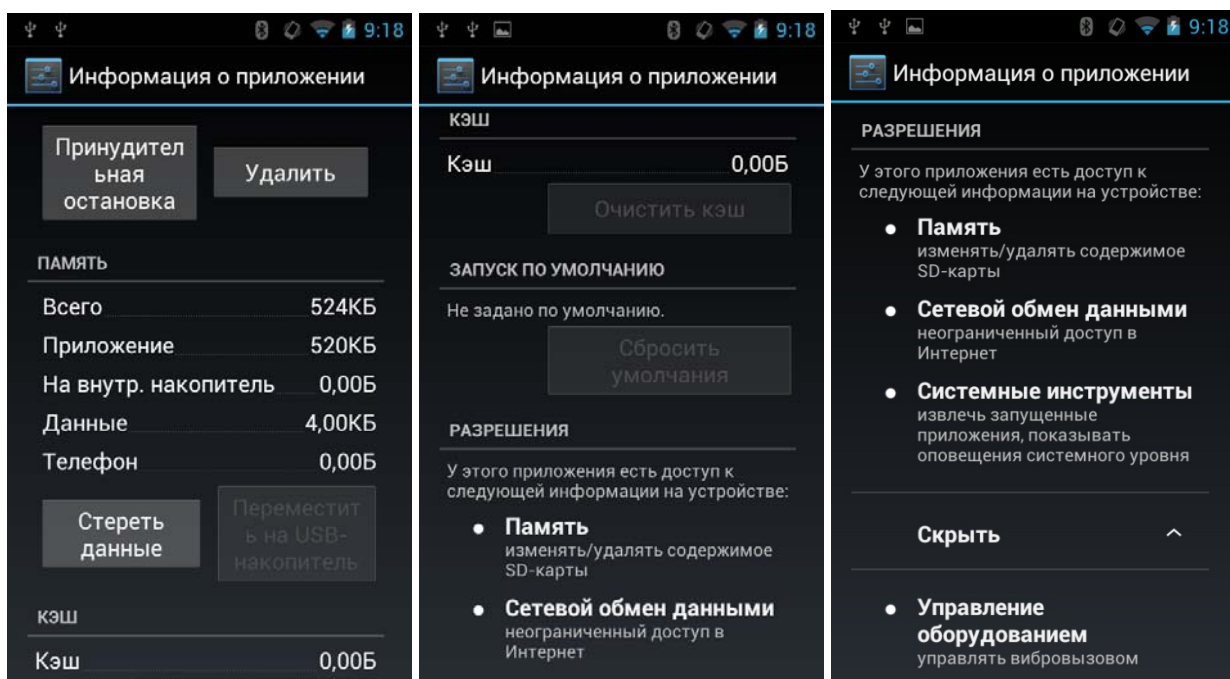 9:18
Информация о приложении
Принудител
ьная
остановка
Удалить
ПАМЯТЬ
Всего 524КБ
Приложение 520КБ
На внутр. накопитель 0,00Б
Данные 4,00КБ
Телефон 0,00Б
Стереть
данные
Переместит
ь на USB-
накопитель
КЭШ
Кэш 0,00Б
9:18
Информация о приложении
КЭШ
Кэш 0,00Б
Очистить кэш
ЗАПУСК ПО УМОЛЧАНИЮ
Не задано по умолчанию.
Сбросить
умолчания
РАЗРЕШЕНИЯ
У этого приложения есть доступ к
следующей информации на устройстве:
● Память
изменять/удалять содержимое
SD-карты
● Сетевой обмен данными
неограниченный доступ в
Интернет
9:18
Информация о приложении
РАЗРЕШЕНИЯ
У этого приложения есть доступ к
следующей информации на устройстве:
● Память
изменять/удалять содержимое
SD-карты
● Сетевой обмен данными
неограниченный доступ в
Интернет
● Системные инструменты
извлечь запущенные
приложения, показывать
оповещения системного уровня
Скрыть
● Управление
оборудованием
управлять вибровызовом